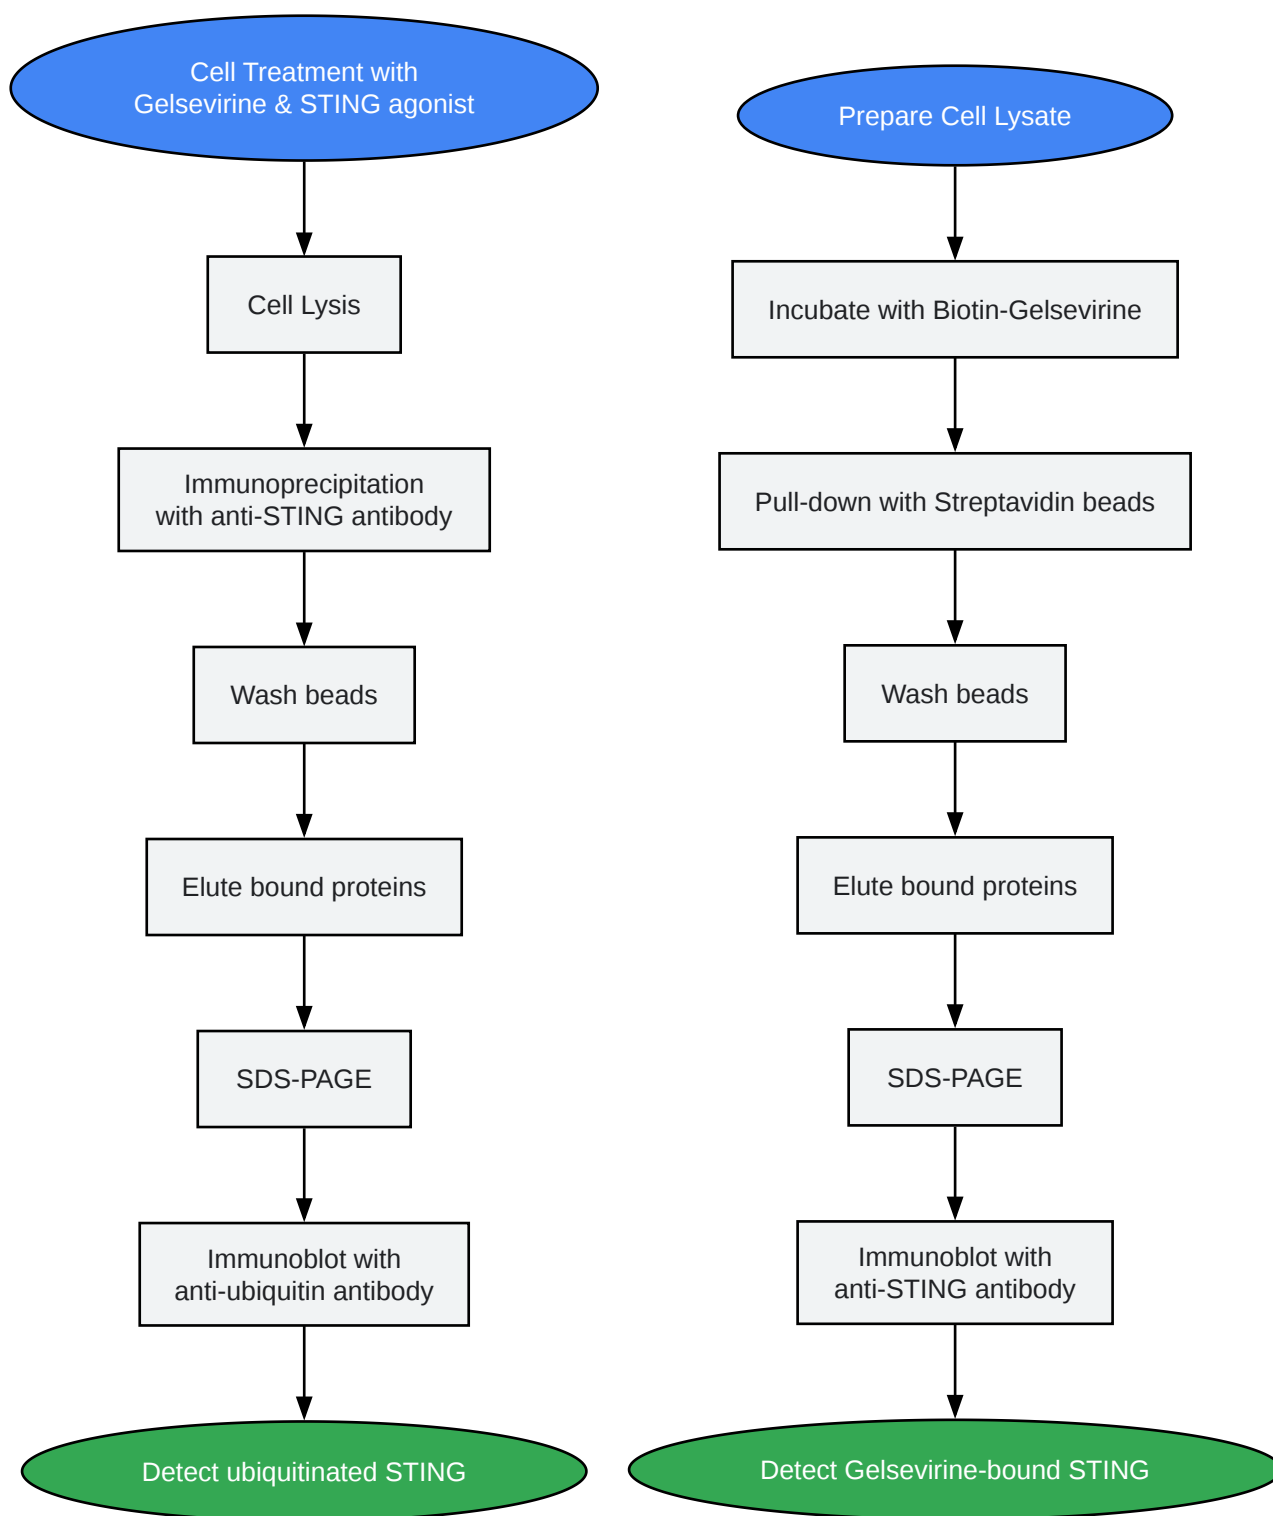 Cell Treatment with
Gelsevirine & STING agonist
Cell Lysis
Immunoprecipitation
with anti-STING antibody
Wash beads
Elute bound proteins
SDS-PAGE
Immunoblot with
anti-ubiquitin antibody
Detect ubiquitinated STING
Prepare Cell Lysate
Incubate with Biotin-Gelsevirine
Pull-down with Streptavidin beads
Wash beads
Elute bound proteins
SDS-PAGE
Immunoblot with
anti-STING antibody
Detect Gelsevirine-bound STING